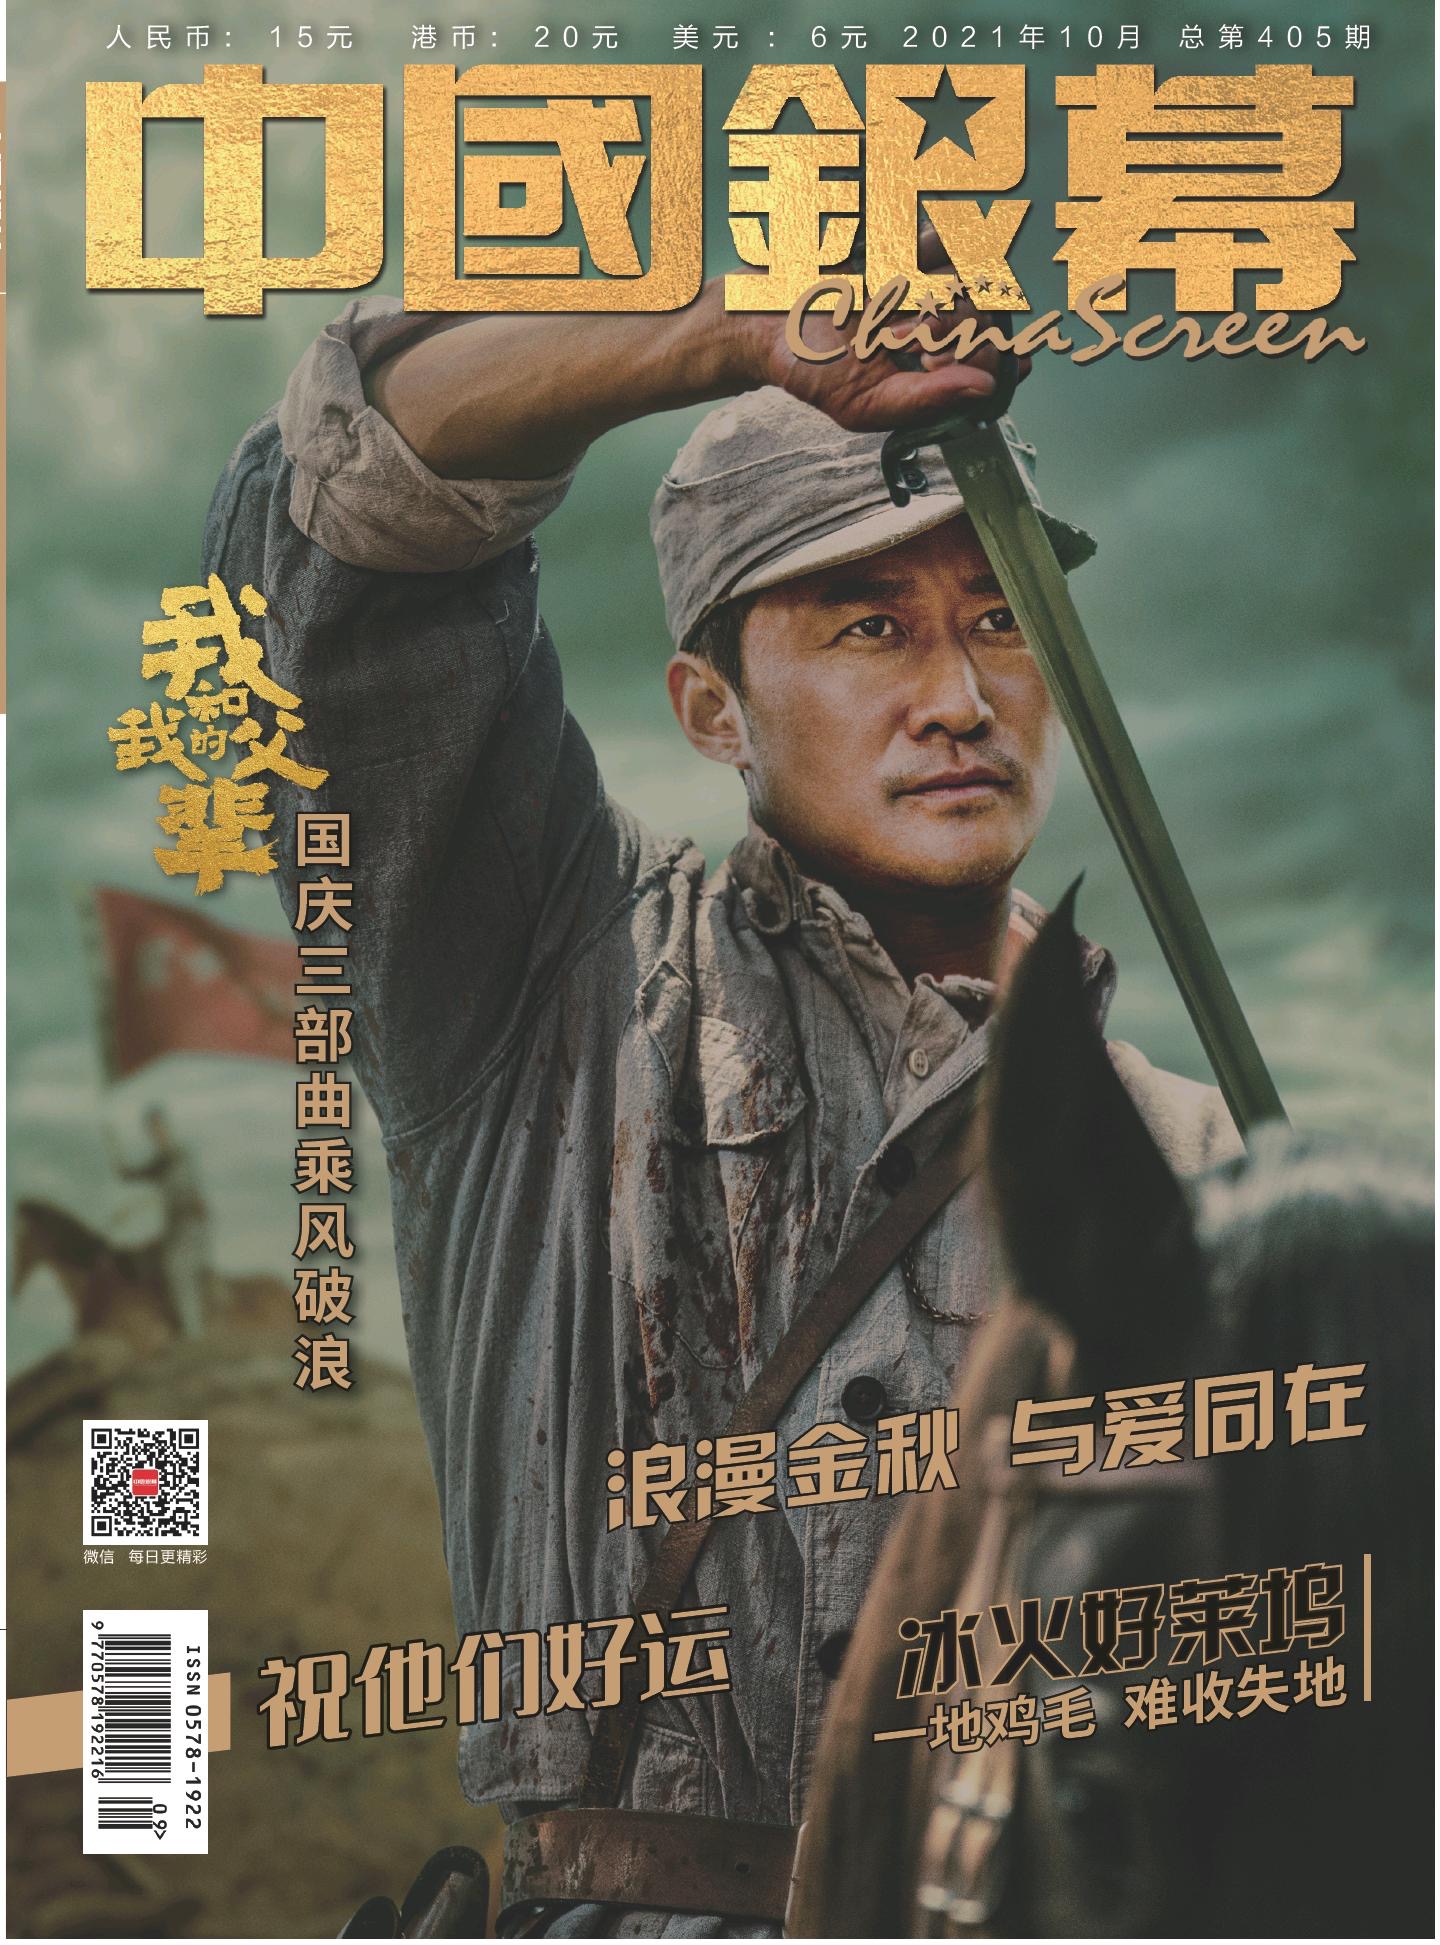 人民币：15元 港币：20元 美元：6元 2021年10月 总第405期
中國銀幕
ChinaScreen
我和我的父辈
国庆三部曲乘风破浪
浪漫金秋 与爱同在
微信 每日更精彩
冰火好莱坞
一地鸡毛 难收失地
祝他们好运
ISSN 0578-1922
9 770578 192216
09>